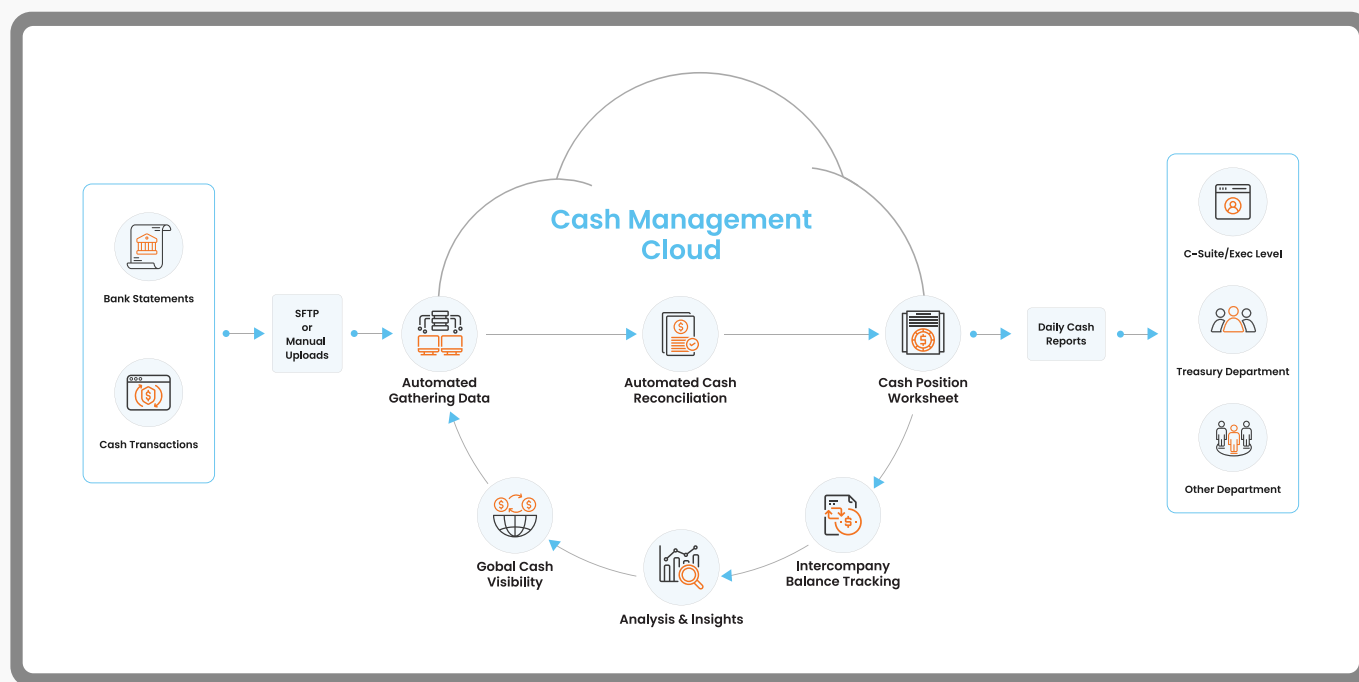 Cash Management
Cloud
Bank Statements
Cash Transactions
SFTP
or
Manual
Uploads
Automated
Gathering Data
Automated Cash
Reconciliation
Cash Position
Worksheet
Daily Cash
Reports
C-Suite/Exec Level
Treasury Department
Other Department
Gobal Cash
Visibility
Analysis & Insights
Intercompany
Balance Tracking